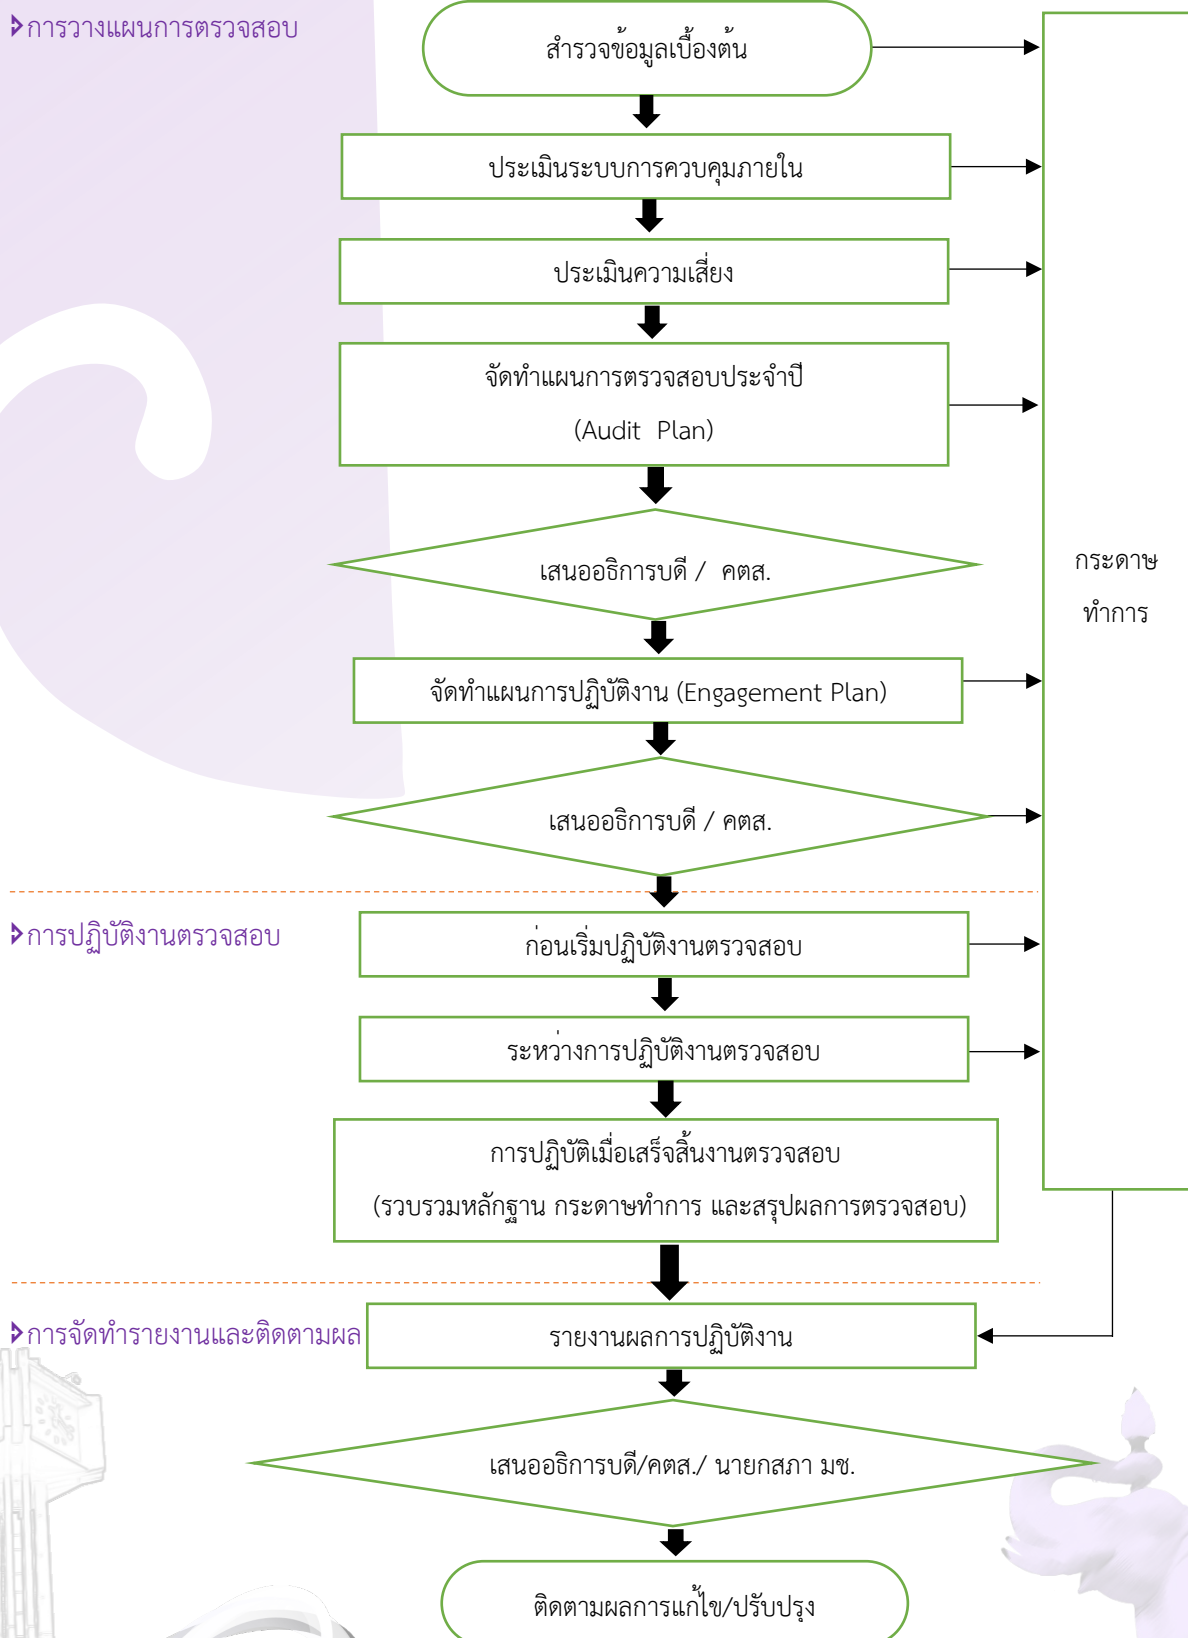 การวางแผนการตรวจสอบ
สำรวจข้อมูลเบื้องต้น
ประเมินระบบการควบคุมภายใน
ประเมินความเสี่ยง
จัดทำแผนการตรวจสอบประจำปี
(Audit Plan)
เสนออธิการบดี / คตส.
กระดาษ
ทำการ
จัดทำแผนการปฏิบัติงาน (Engagement Plan)
เสนออธิการบดี / คตส.
การปฏิบัติงานตรวจสอบ
ก่อนเริ่มปฏิบัติงานตรวจสอบ
ระหว่างการปฏิบัติงานตรวจสอบ
การปฏิบัติเมื่อเสร็จสิ้นงานตรวจสอบ
(รวบรวมหลักฐาน กระดาษทำการ และสรุปผลการตรวจสอบ)
การจัดทำรายงานและติดตามผล
รายงานผลการปฏิบัติงาน
เสนออธิการบดี/คตส./ นายกสภา มช.
ติดตามผลการแก้ไข/ปรับปรุง